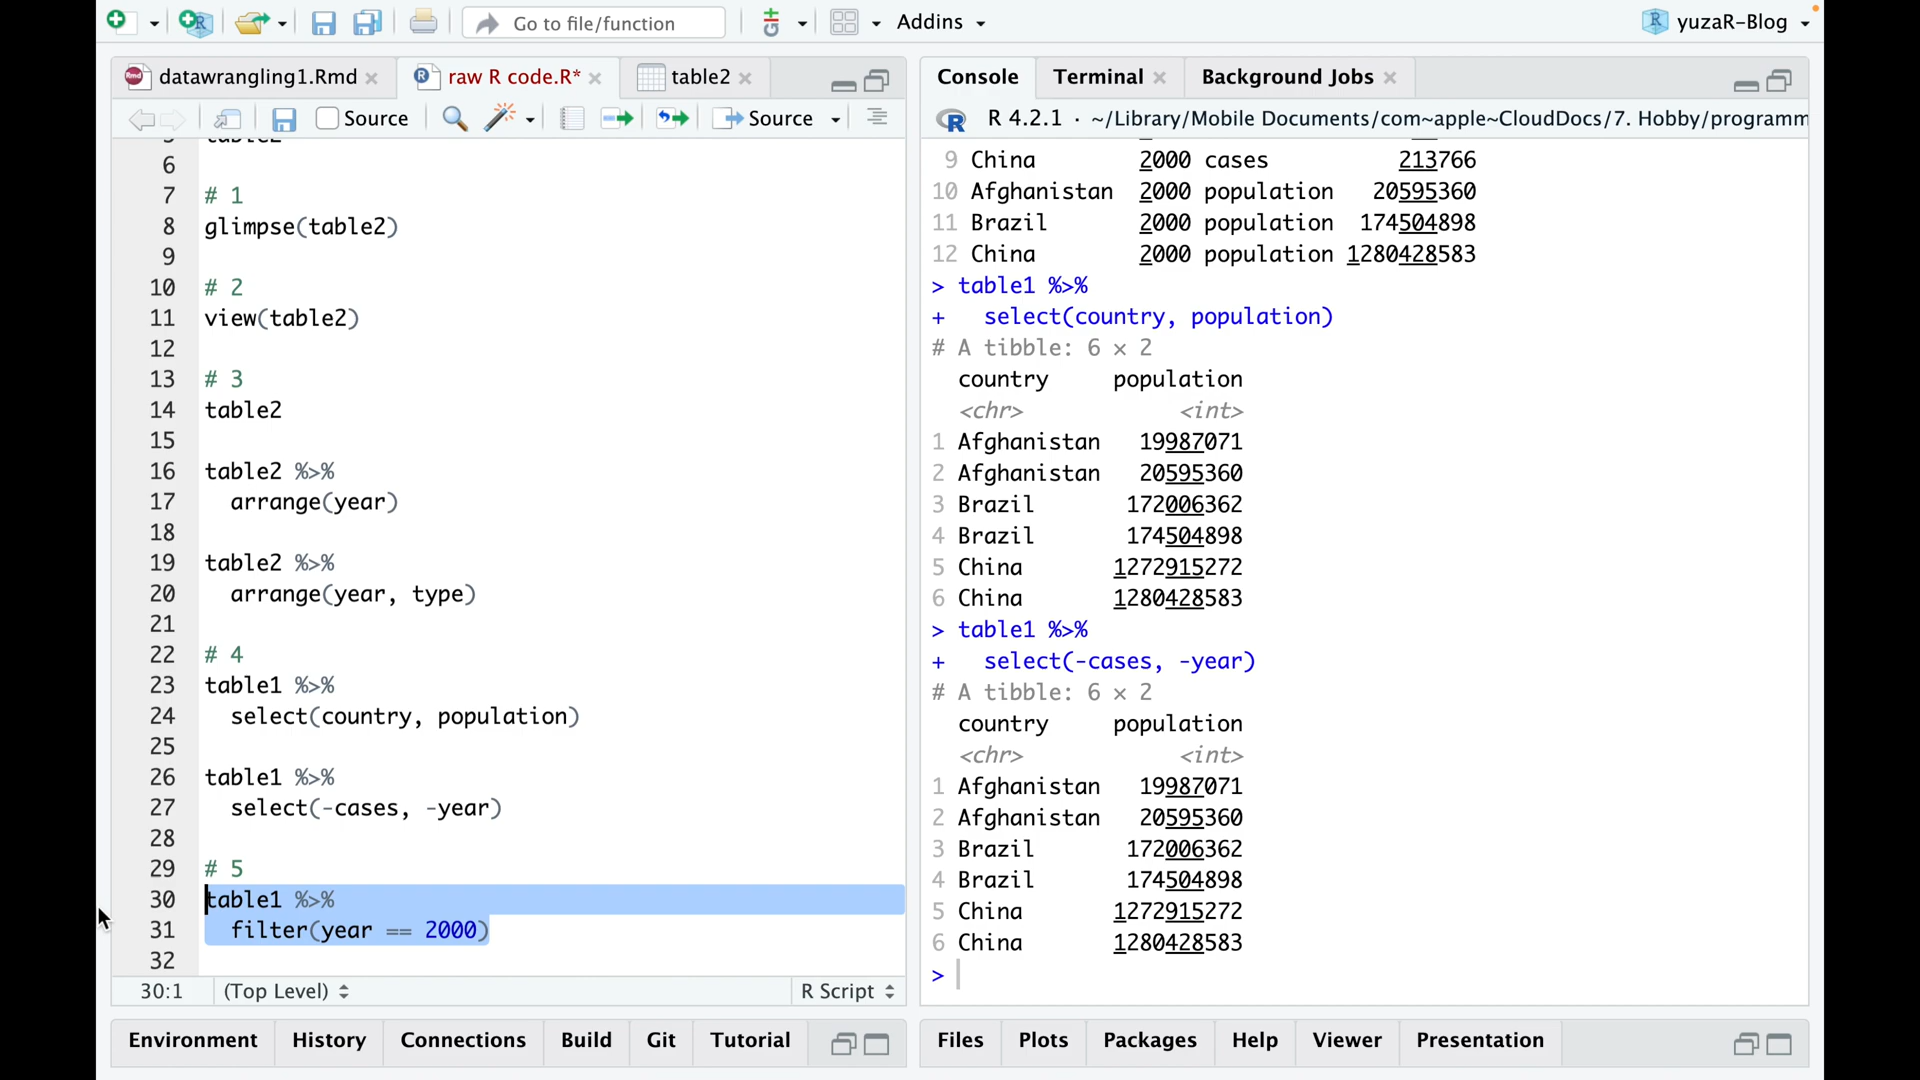 Go to file/function
Addins
yuzaR-Blog
datawrangling1.Rmd
raw R code.R*
table2
Source
Source
6
7 # 1
8 glimpse(table2)
9
10 # 2
11 view(table2)
12
13 # 3
14 table2
15
16 table2 %>%
17 arrange(year)
18
19 table2 %>%
20 arrange(year, type)
21
22 # 4
23 table1 %>%
24 select(country, population)
25
26 table1 %>%
27 select(-cases, -year)
28
29 # 5
30 table1 %>%
31 filter(year == 2000)
32
30:1
(Top Level)
R Script
Environment
History
Connections
Build
Git
Tutorial
Console
Terminal
Background Jobs
R 4.2.1 · ~/Library/Mobile Documents/com~apple~CloudDocs/7. Hobby/programm
9 China 2000 cases 213766
10 Afghanistan 2000 population 20595360
11 Brazil 2000 population 174504898
12 China 2000 population 1280428583
> table1 %>%
+ select(country, population)
# A tibble: 6 × 2
country population
<chr> <int>
1 Afghanistan 19987071
2 Afghanistan 20595360
3 Brazil 172006362
4 Brazil 174504898
5 China 1272915272
6 China 1280428583
> table1 %>%
+ select(-cases, -year)
# A tibble: 6 × 2
country population
<chr> <int>
1 Afghanistan 19987071
2 Afghanistan 20595360
3 Brazil 172006362
4 Brazil 174504898
5 China 1272915272
6 China 1280428583
>
Files
Plots
Packages
Help
Viewer
Presentation